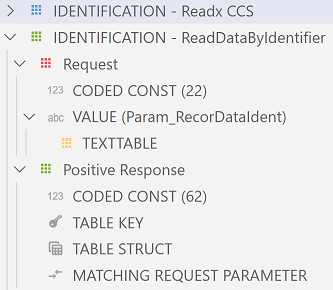 IDENTIFICATION - Readx CCS
IDENTIFICATION - ReadDataByIdentifier
Request
123 CODED CONST (22)
abc VALUE (Param_RecorDataIdent)
TEXTTABLE
Positive Response
123 CODED CONST (62)
TABLE KEY
TABLE STRUCT
MATCHING REQUEST PARAMETER